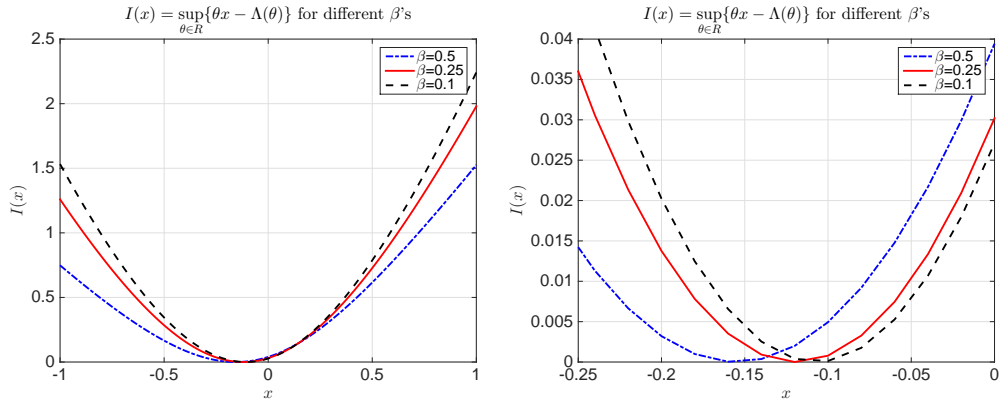 I(x) = sup{θx − Λ(θ)} for different β's
θ∈R
2.5
2
1.5
1
0.5
0
I(x)
-1
-0.5
0
0.5
1
x
β=0.5
β=0.25
β=0.1
I(x) = sup{θx − Λ(θ)} for different β's
θ∈R
0.04
0.035
0.03
0.025
0.02
0.015
0.01
0.005
0
I(x)
-0.25
-0.2
-0.15
-0.1
-0.05
0
x
β=0.5
β=0.25
β=0.1